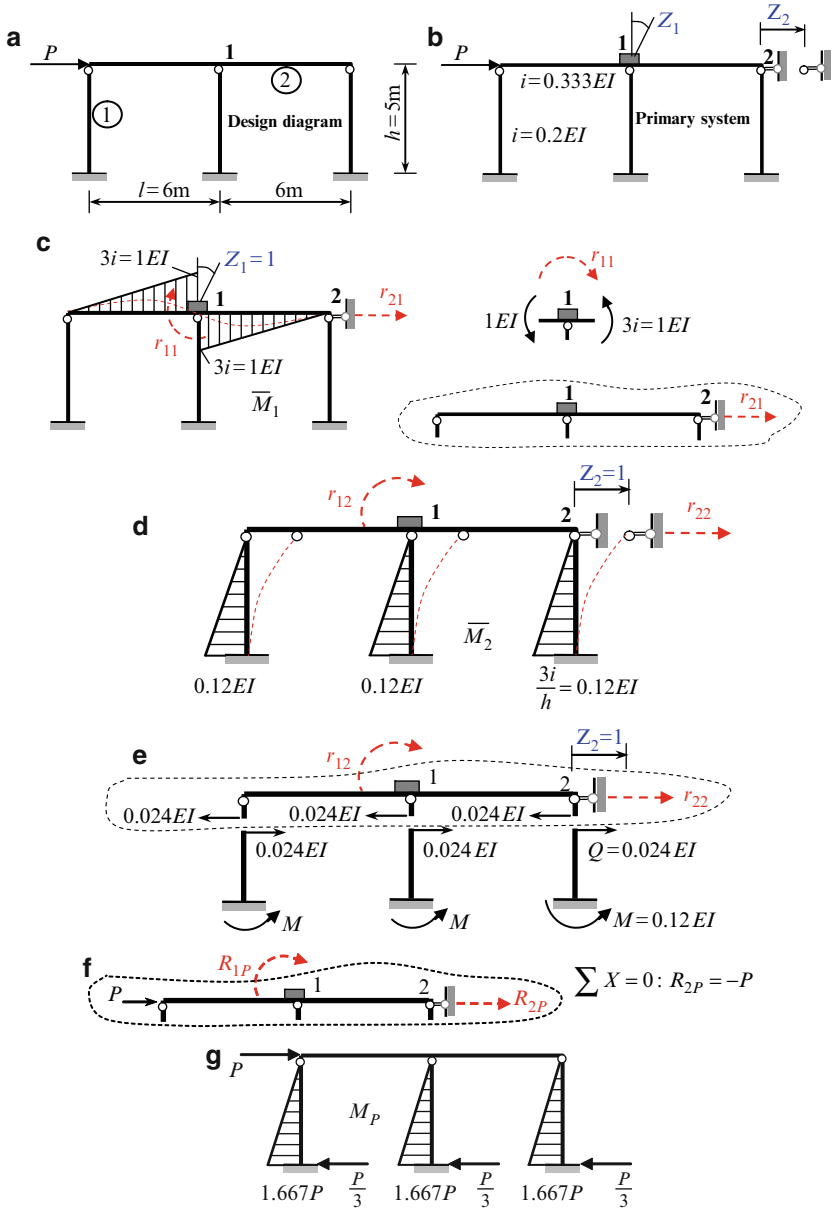 a
P
1
2
1
Design diagram
h = 5m
l = 6m
6m
b
P
1
Z₁
Z₂
2
i = 0.333EI
i = 0.2EI
Primary system
c
3i = 1EI
Z₁ = 1
1
2
r₂₁
r₁₁
3i = 1EI
M̅₁
r₁₁
1
1EI
3i = 1EI
1
2
r₂₁
d
r₁₂
1
Z₂ = 1
2
r₂₂
M̅₂
0.12EI
0.12EI
3i/h = 0.12EI
e
r₁₂
1
Z₂ = 1
2
r₂₂
0.024EI
0.024EI
0.024EI
0.024EI
0.024EI
Q = 0.024EI
M
M
M = 0.12EI
f
R₁P
P
1
2
R₂P
∑ X = 0 : R₂P = −P
g
P
M_P
1.667P
P/3
1.667P
P/3
1.667P
P/3